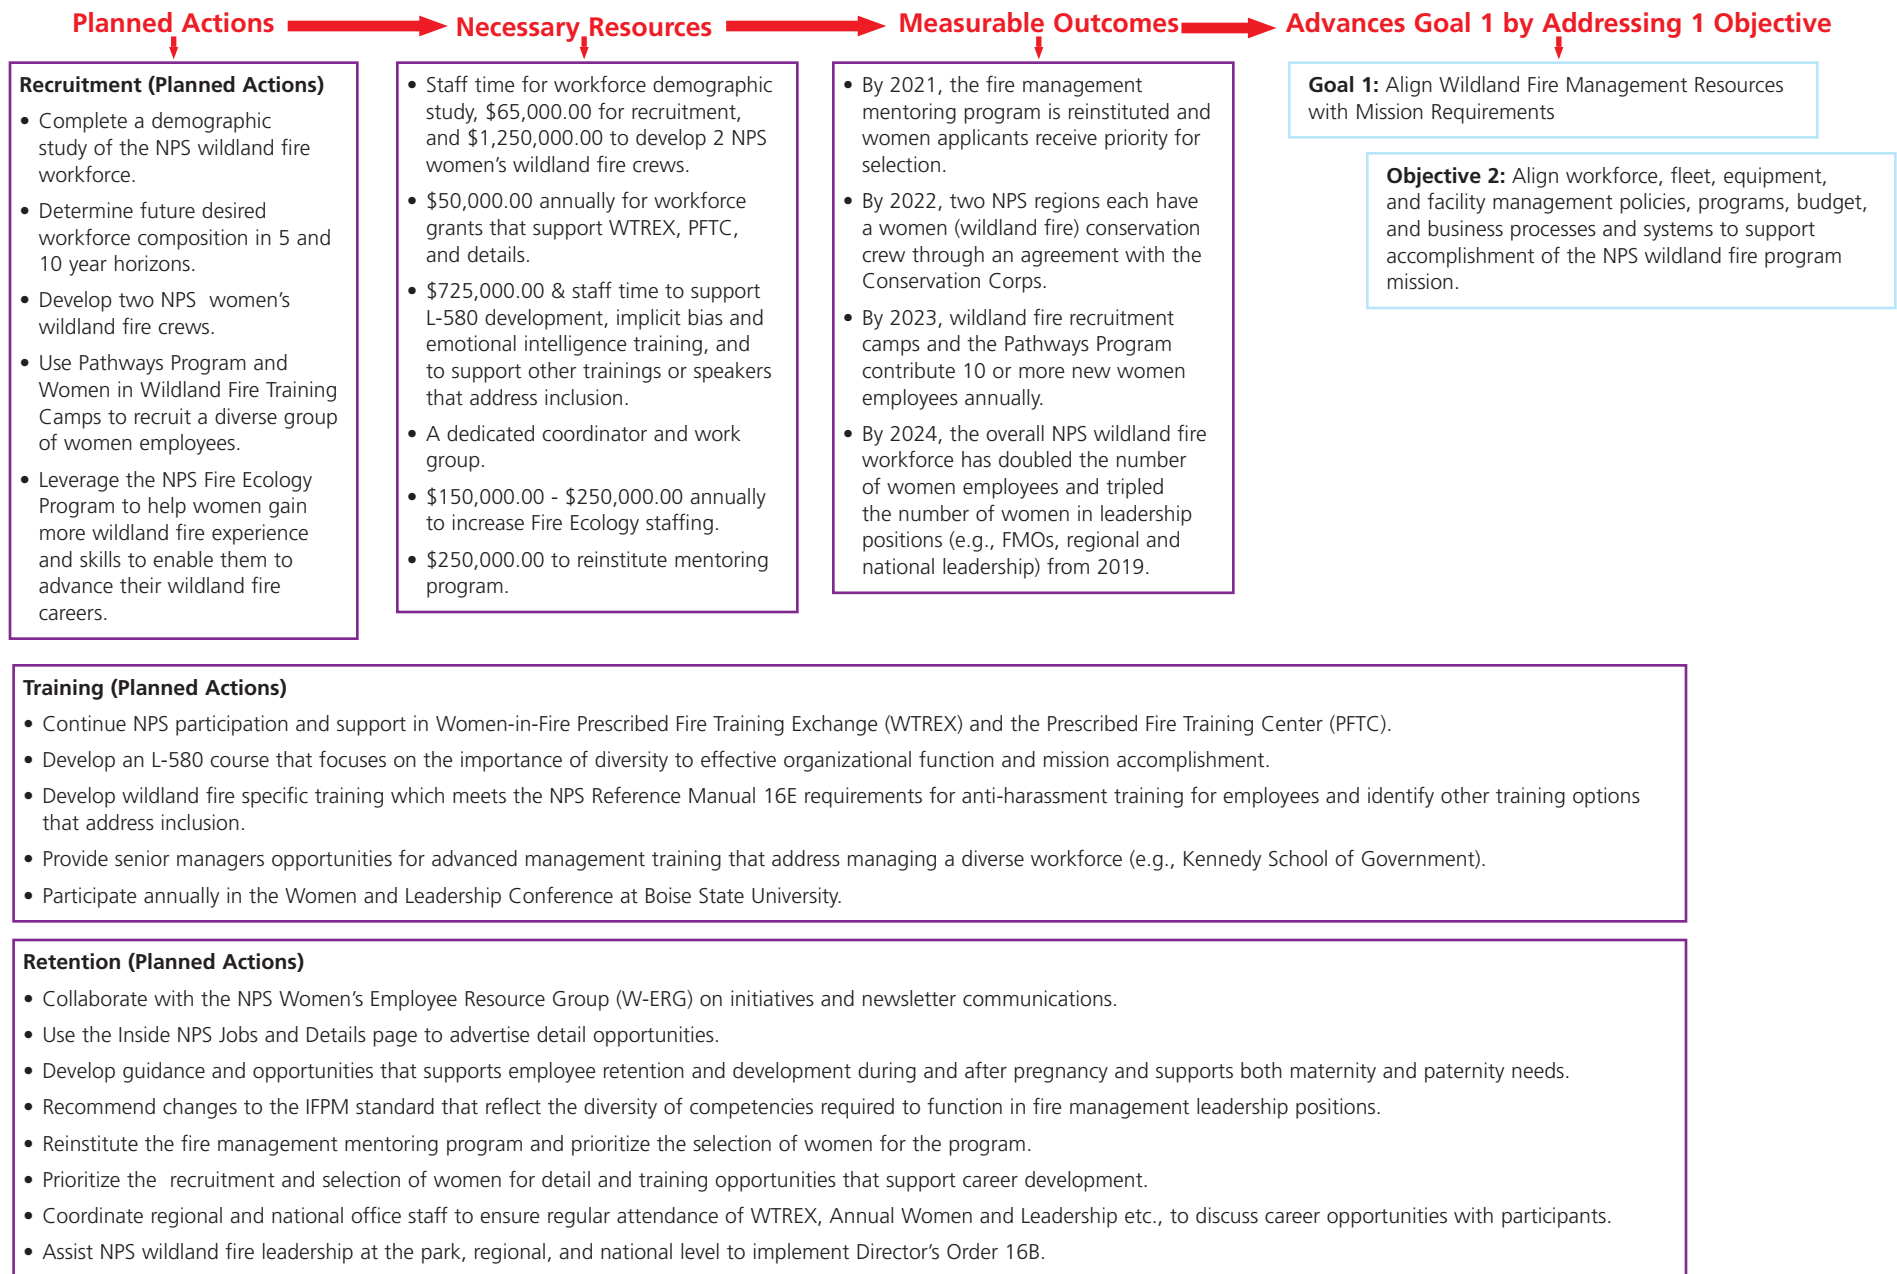 Planned Actions
Necessary Resources
Measurable Outcomes
Advances Goal 1 by Addressing 1 Objective
Recruitment (Planned Actions)
• Complete a demographic
study of the NPS wildland fire
workforce.
• Determine future desired
workforce composition in 5 and
10 year horizons.
• Develop two NPS  women's
wildland fire crews.
• Use Pathways Program and
Women in Wildland Fire Training
Camps to recruit a diverse group
of women employees.
• Leverage the NPS Fire Ecology
Program to help women gain
more wildland fire experience
and skills to enable them to
advance their wildland fire
careers.
• Staff time for workforce demographic
study, $65,000.00 for recruitment,
and $1,250,000.00 to develop 2 NPS
women's wildland fire crews.
• $50,000.00 annually for workforce
grants that support WTREX, PFTC,
and details.
• $725,000.00 & staff time to support
L-580 development, implicit bias and
emotional intelligence training, and
to support other trainings or speakers
that address inclusion.
• A dedicated coordinator and work
group.
• $150,000.00 - $250,000.00 annually
to increase Fire Ecology staffing.
• $250,000.00 to reinstitute mentoring
program.
• By 2021, the fire management
mentoring program is reinstituted and
women applicants receive priority for
selection.
• By 2022, two NPS regions each have
a women (wildland fire) conservation
crew through an agreement with the
Conservation Corps.
• By 2023, wildland fire recruitment
camps and the Pathways Program
contribute 10 or more new women
employees annually.
• By 2024, the overall NPS wildland fire
workforce has doubled the number
of women employees and tripled
the number of women in leadership
positions (e.g., FMOs, regional and
national leadership) from 2019.
Goal 1: Align Wildland Fire Management Resources
with Mission Requirements
Objective 2: Align workforce, fleet, equipment,
and facility management policies, programs, budget,
and business processes and systems to support
accomplishment of the NPS wildland fire program
mission.
Training (Planned Actions)
• Continue NPS participation and support in Women-in-Fire Prescribed Fire Training Exchange (WTREX) and the Prescribed Fire Training Center (PFTC).
• Develop an L-580 course that focuses on the importance of diversity to effective organizational function and mission accomplishment.
• Develop wildland fire specific training which meets the NPS Reference Manual 16E requirements for anti-harassment training for employees and identify other training options
that address inclusion.
• Provide senior managers opportunities for advanced management training that address managing a diverse workforce (e.g., Kennedy School of Government).
• Participate annually in the Women and Leadership Conference at Boise State University.
Retention (Planned Actions)
• Collaborate with the NPS Women's Employee Resource Group (W-ERG) on initiatives and newsletter communications.
• Use the Inside NPS Jobs and Details page to advertise detail opportunities.
• Develop guidance and opportunities that supports employee retention and development during and after pregnancy and supports both maternity and paternity needs.
• Recommend changes to the IFPM standard that reflect the diversity of competencies required to function in fire management leadership positions.
• Reinstitute the fire management mentoring program and prioritize the selection of women for the program.
• Prioritize the  recruitment and selection of women for detail and training opportunities that support career development.
• Coordinate regional and national office staff to ensure regular attendance of WTREX, Annual Women and Leadership etc., to discuss career opportunities with participants.
• Assist NPS wildland fire leadership at the park, regional, and national level to implement Director's Order 16B.